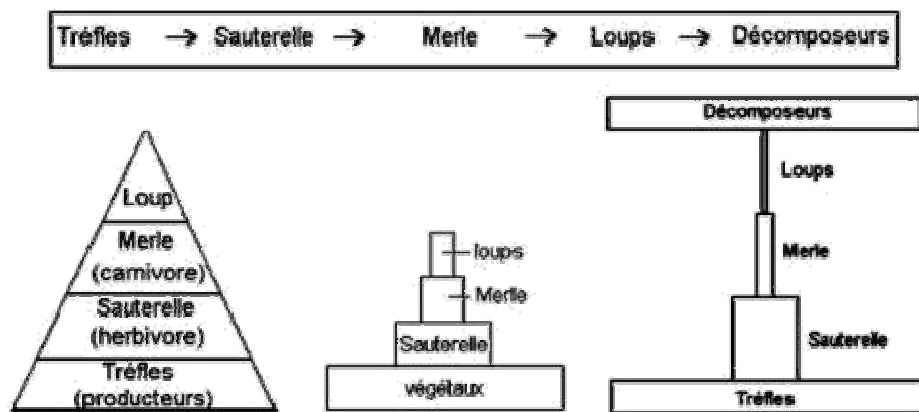 Tréfles → Sauterelle → Merle → Loups → Décomposeurs
Loup
Merle
(carnivore)
Sauterelle
(herbivore)
Tréfles
(producteurs)
loups
Merle
Sauterelle
végétaux
Décomposeurs
Loups
Merle
Sauterelle
Tréfles